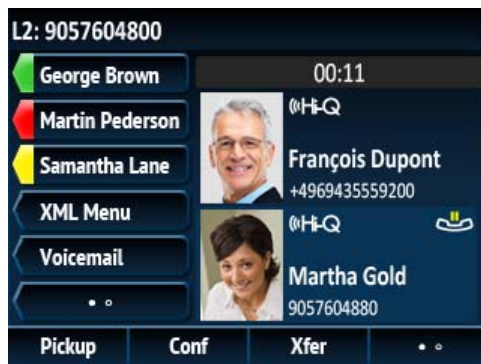 L2: 9057604800
George Brown
Martin Pederson
Samantha Lane
XML Menu
Voicemail
00:11
Hi-Q
François Dupont
+4969435559200
Hi-Q
Martha Gold
9057604880
Pickup Conf Xfer